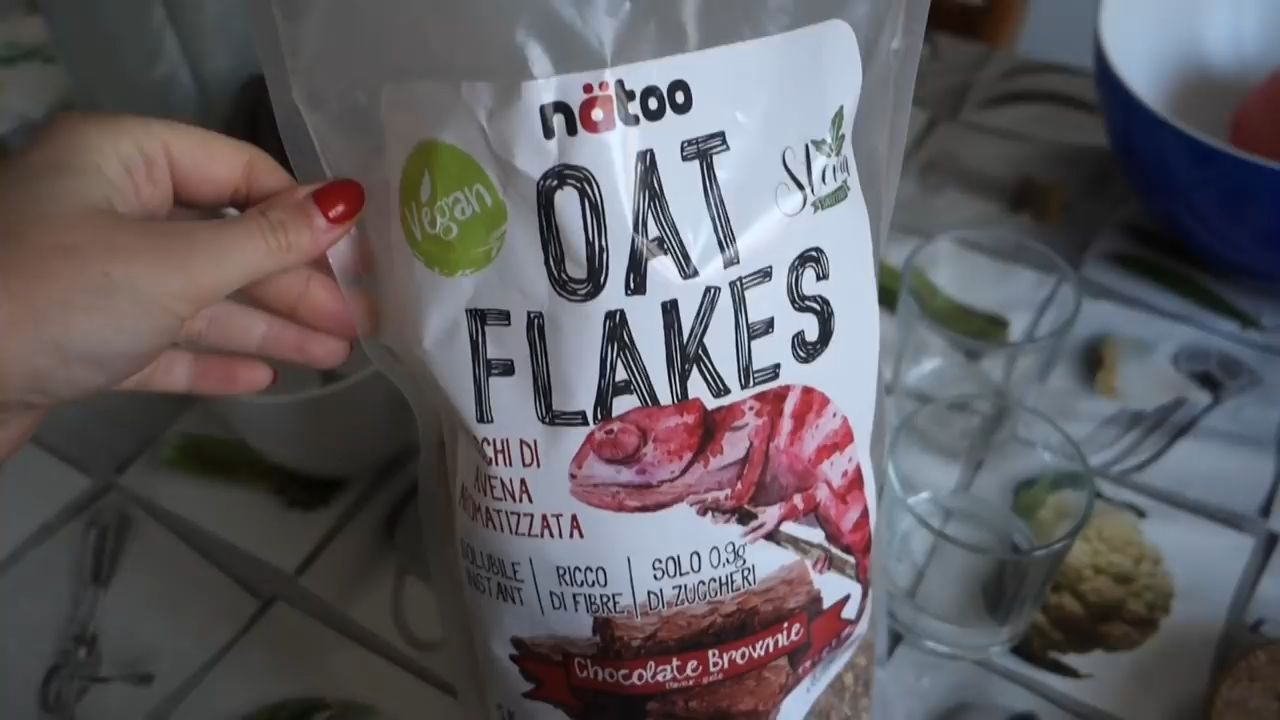 nätoo
Vegan
Stevia
OAT
FLAKES
CHI DI
AVENA
AROMATIZZATA
SOLUBILE
INSTANT
RICCO
DI FIBRE
SOLO 0.9g
DI ZUCCHERI
Chocolate Brownie